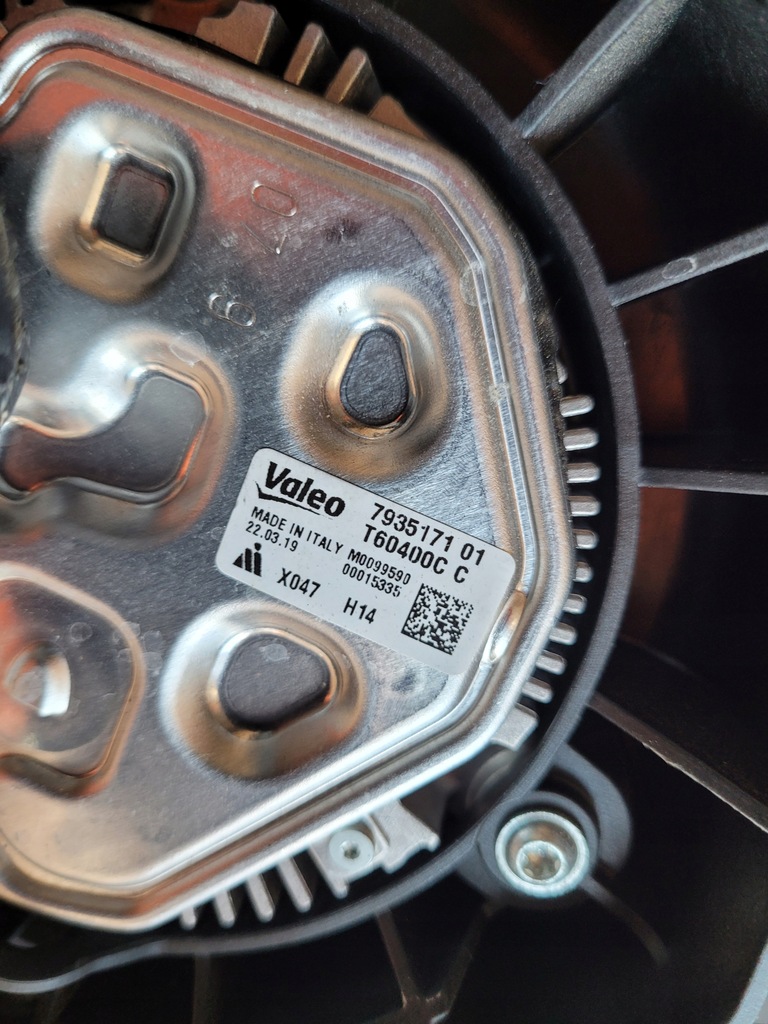 Valeo
7935171 01
T60400C C
MADE IN ITALY M0099590
22.03.19 00015335
X047 H14